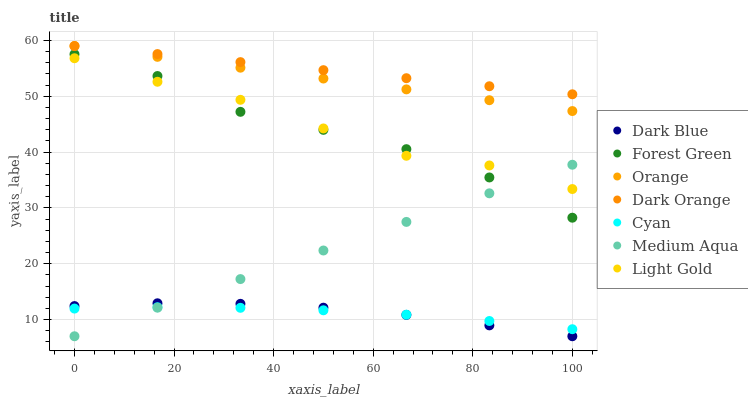 title
yaxis_label
60
50
40
30
20
10
0
20
40
60
80
100
xaxis_label
Dark Blue
Forest Green
Orange
Dark Orange
Cyan
Medium Aqua
Light Gold